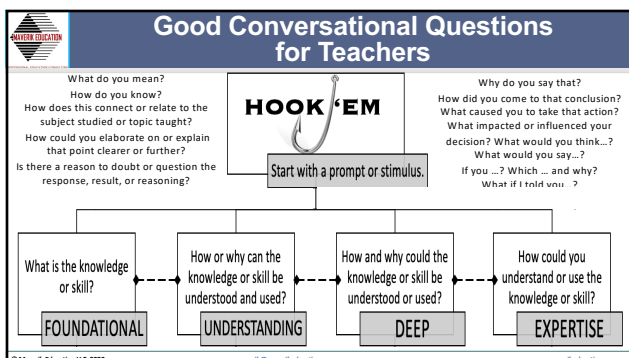 MAVERIK EDUCATION
Good Conversational Questions
for Teachers
What do you mean?
How do you know?
How does this connect or relate to the
subject studied or topic taught?
How could you elaborate on or explain
that point clearer or further?
Is there a reason to doubt or question the
response, result, or reasoning?
HOOK 'EM
Start with a prompt or stimulus.
Why do you say that?
How did you come to that conclusion?
What caused you to take that action?
What impacted or influenced your
decision? What would you think…?
What would you say…?
If you …? Which … and why?
What if I told you…?
What is the knowledge
or skill?
FOUNDATIONAL
How or why can the
knowledge or skill be
understood and used?
UNDERSTANDING
How and why could the
knowledge or skill be
understood or used?
DEEP
How could you
understand or use the
knowledge or skill?
EXPERTISE